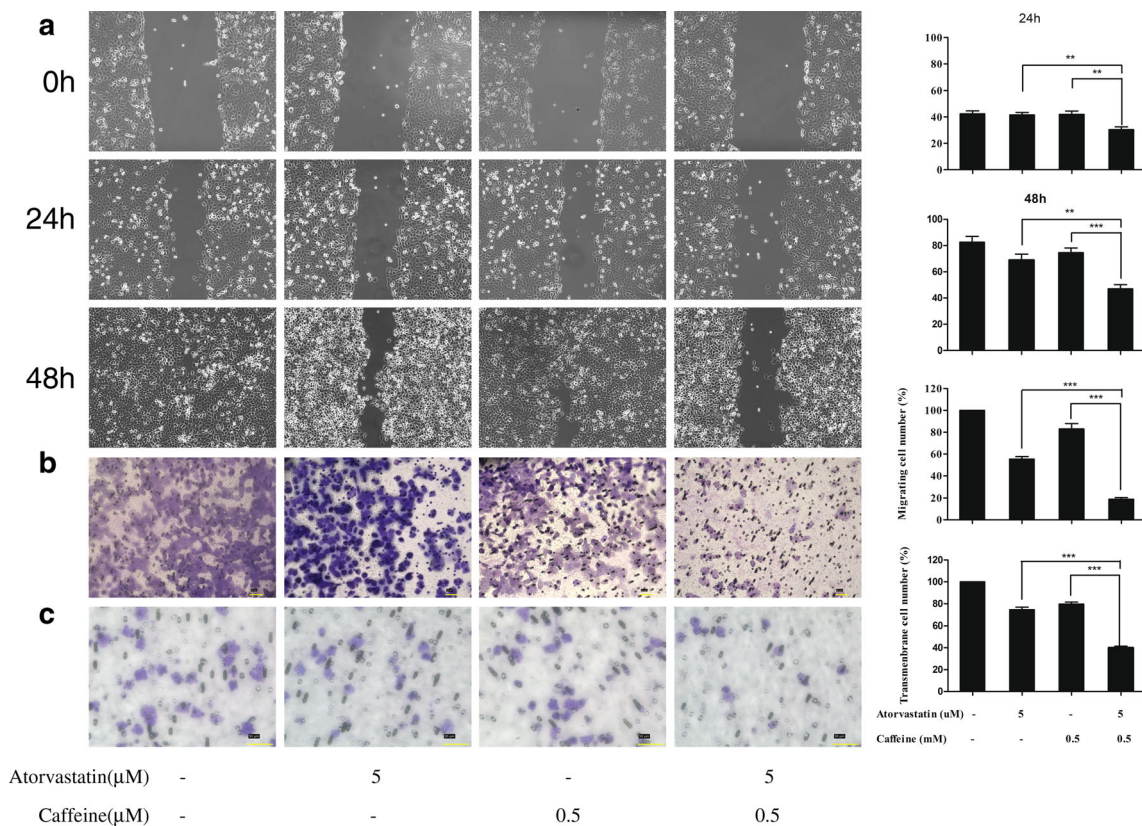 a
0h
24h
48h
b
c
Atorvastatin(μM) - 5 - 5
Caffeine(μM) - - 0.5 0.5
24h
100
80
60
40
20
0
**
**
48h
100
80
60
40
20
0
**
***
Migrating cell number (%)
120
100
80
60
40
20
0
***
***
Transmenbrane cell number (%)
120
100
80
60
40
20
0
***
***
Atorvastatin (uM) - 5 - 5
Caffeine (mM) - - 0.5 0.5